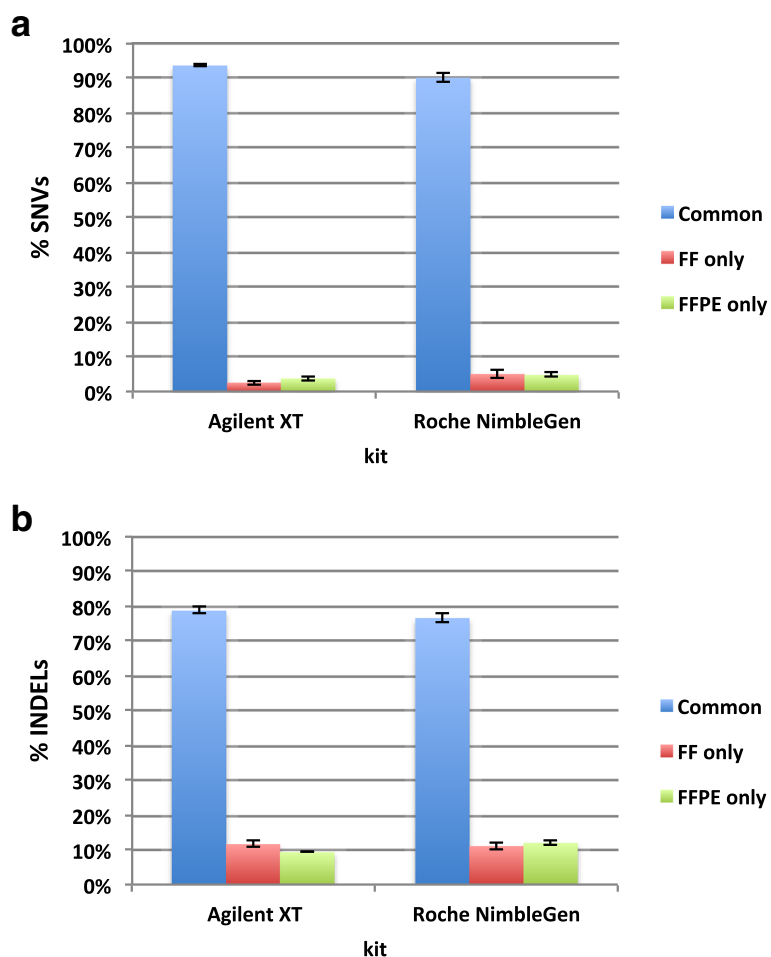 a
100%
90%
80%
70%
60%
50%
40%
30%
20%
10%
0%
% SNVs
Agilent XT
Roche NimbleGen
kit
Common
FF only
FFPE only
b
100%
90%
80%
70%
60%
50%
40%
30%
20%
10%
0%
% INDELs
Agilent XT
Roche NimbleGen
kit
Common
FF only
FFPE only